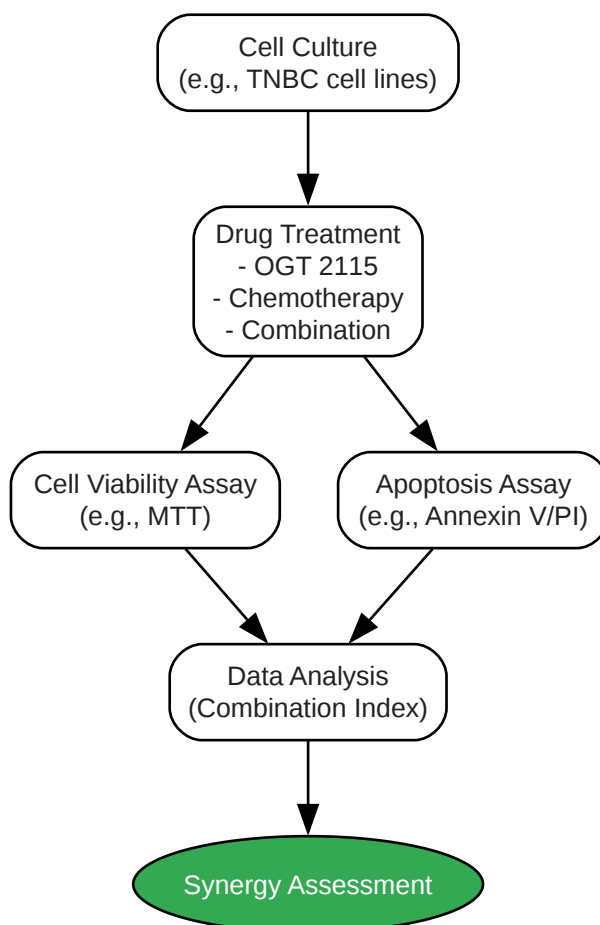 Cell Culture
(e.g., TNBC cell lines)
Drug Treatment
- OGT 2115
- Chemotherapy
- Combination
Cell Viability Assay
(e.g., MTT)
Apoptosis Assay
(e.g., Annexin V/PI)
Data Analysis
(Combination Index)
Synergy Assessment